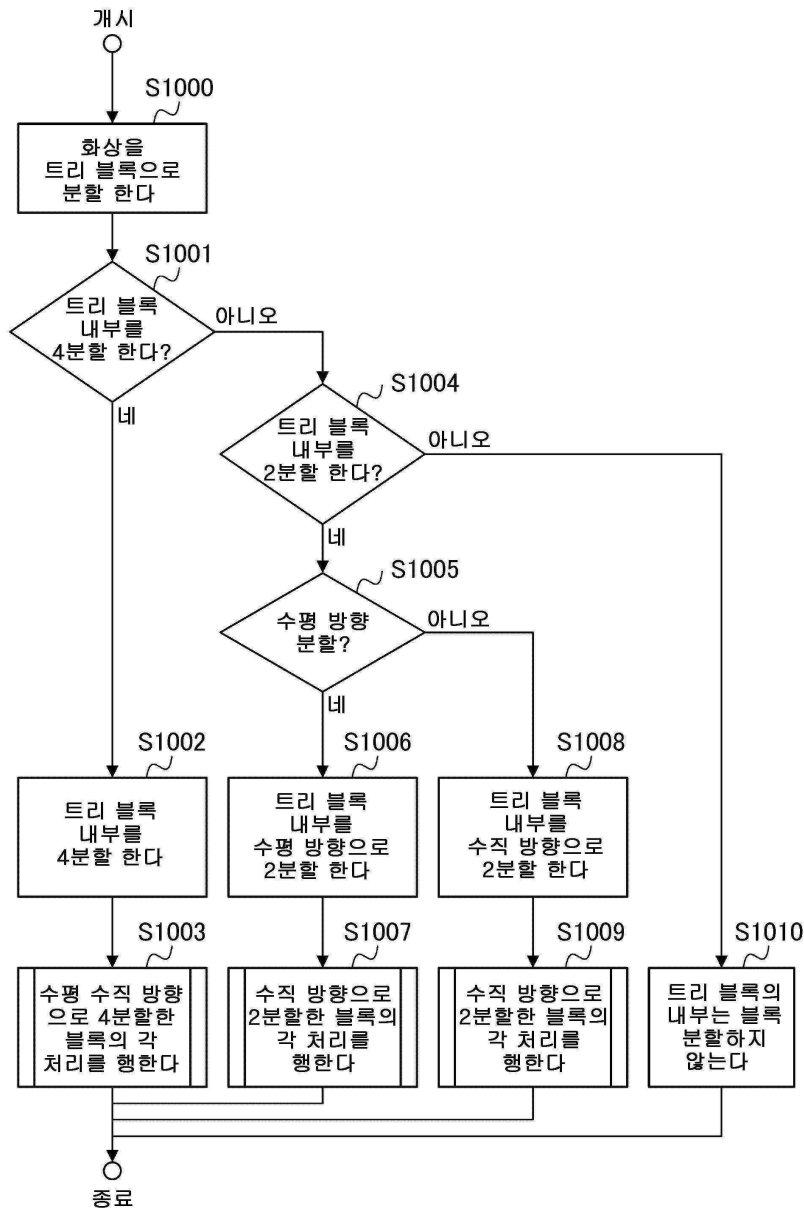 개시
S1000
화상을
트리 블록으로
분할 한다
S1001
트리 블록
내부를
4분할 한다?
아니오
네
S1004
트리 블록
내부를
2분할 한다?
아니오
네
S1005
수평 방향
분할?
아니오
네
S1002
트리 블록
내부를
4분할 한다
S1006
트리 블록
내부를
수평 방향으로
2분할 한다
S1008
트리 블록
내부를
수직 방향으로
2분할 한다
S1003
수평 수직 방향
으로 4분할한
블록의 각
처리를 행한다
S1007
수직 방향으로
2분할한 블록의
각 처리를
행한다
S1009
수직 방향으로
2분할한 블록의
각 처리를
행한다
S1010
트리 블록의
내부는 블록
분할하지
않는다
종료